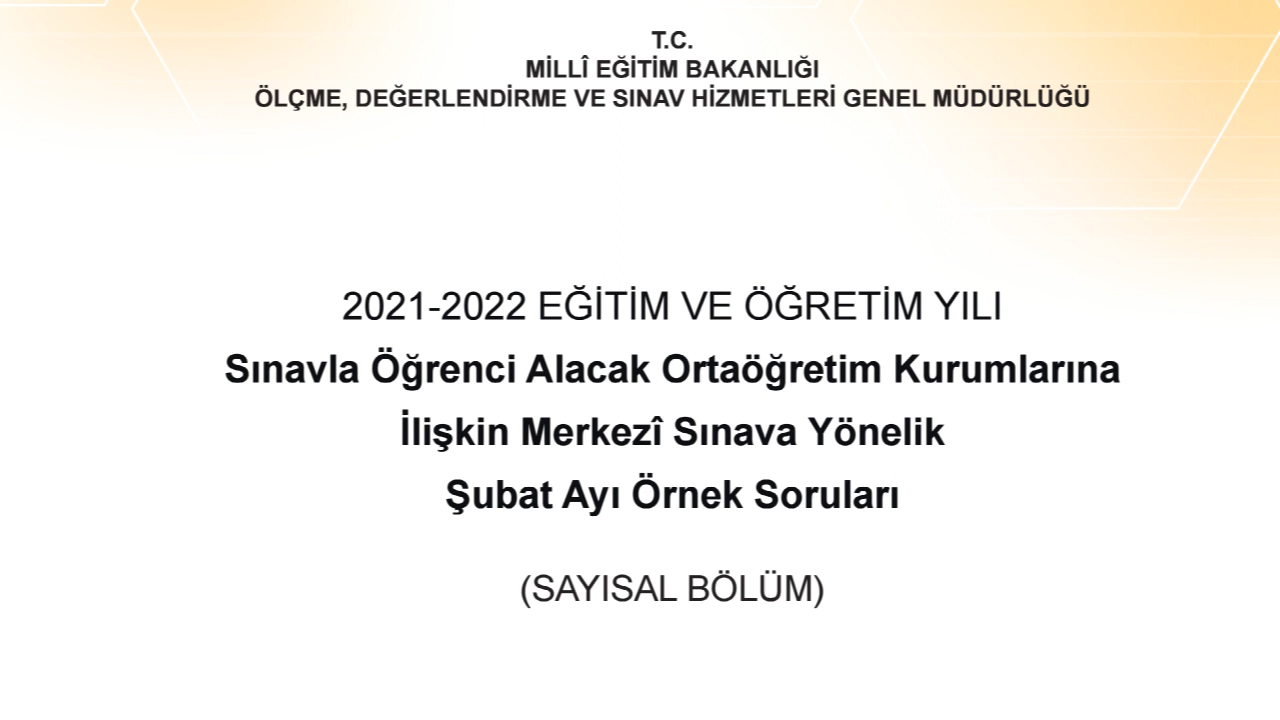 T.C.
MİLLÎ EĞİTİM BAKANLIĞI
ÖLÇME, DEĞERLENDİRME VE SINAV HİZMETLERİ GENEL MÜDÜRLÜĞÜ
2021-2022 EĞİTİM VE ÖĞRETİM YILI
Sınavla Öğrenci Alacak Ortaöğretim Kurumlarına
İlişkin Merkezî Sınava Yönelik
Şubat Ayı Örnek Soruları
(SAYISAL BÖLÜM)